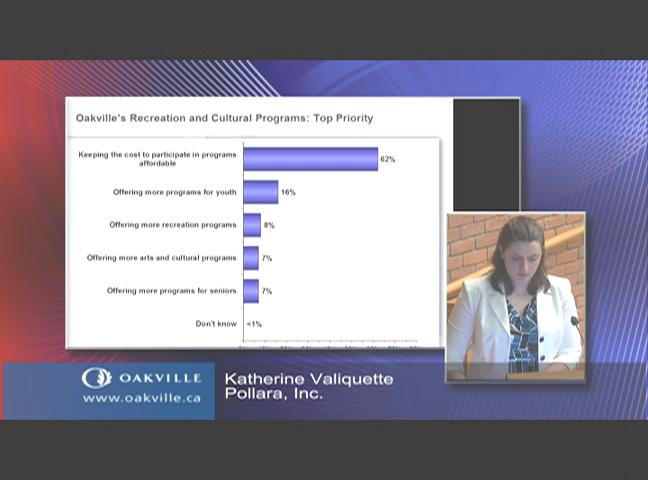 Oakville's Recreation and Cultural Programs: Top Priority
Keeping the cost to participate in programs
affordable
62%
Offering more programs for youth
16%
Offering more recreation programs
8%
Offering more arts and cultural programs
7%
Offering more programs for seniors
7%
Don't know
<1%
OAKVILLE
www.oakville.ca
Katherine Valiquette
Pollara, Inc.